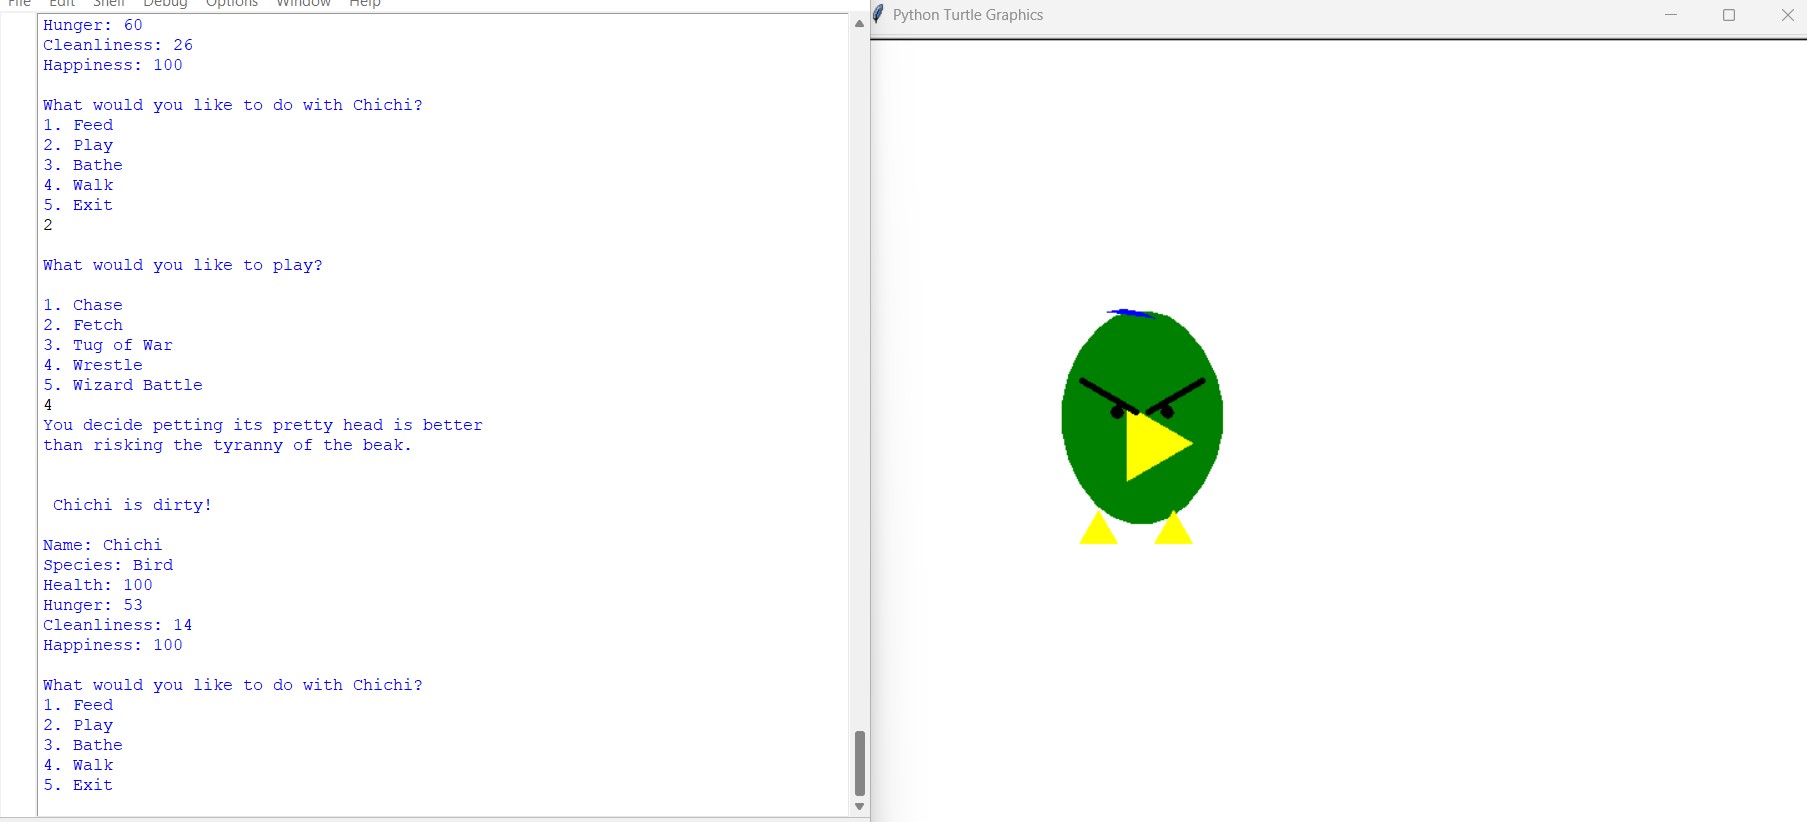 File Edit Shell Debug Options Window Help
Python Turtle Graphics
Hunger: 60
Cleanliness: 26
Happiness: 100
What would you like to do with Chichi?
1. Feed
2. Play
3. Bathe
4. Walk
5. Exit
2
What would you like to play?
1. Chase
2. Fetch
3. Tug of War
4. Wrestle
5. Wizard Battle
4
You decide petting its pretty head is better
than risking the tyranny of the beak.
Chichi is dirty!
Name: Chichi
Species: Bird
Health: 100
Hunger: 53
Cleanliness: 14
Happiness: 100
What would you like to do with Chichi?
1. Feed
2. Play
3. Bathe
4. Walk
5. Exit